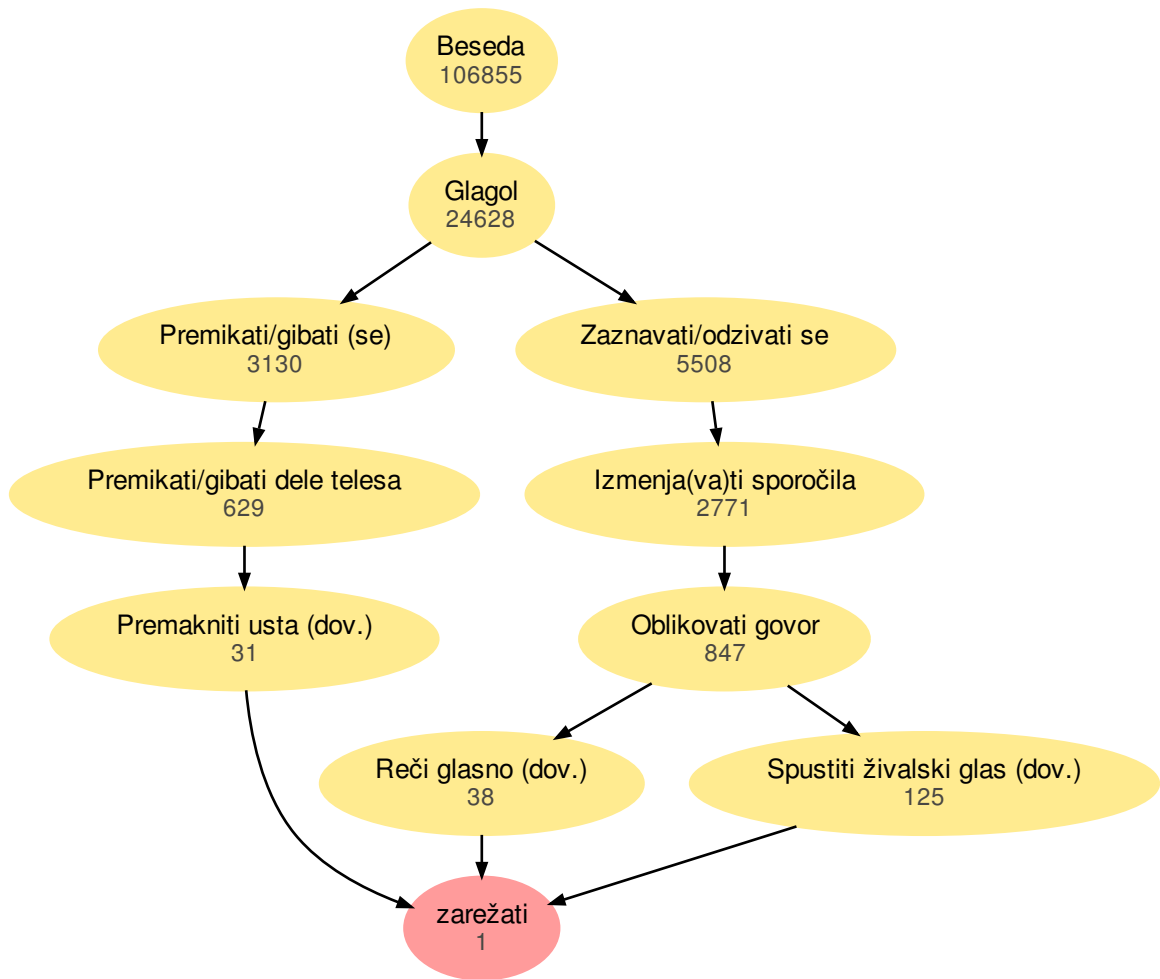 Beseda
106855
Glagol
24628
Premikati/gibati (se)
3130
Zaznavati/odzivati se
5508
Premikati/gibati dele telesa
629
Izmenja(va)ti sporočila
2771
Premakniti usta (dov.)
31
Oblikovati govor
847
Reči glasno (dov.)
38
Spustiti živalski glas (dov.)
125
zarežati
1